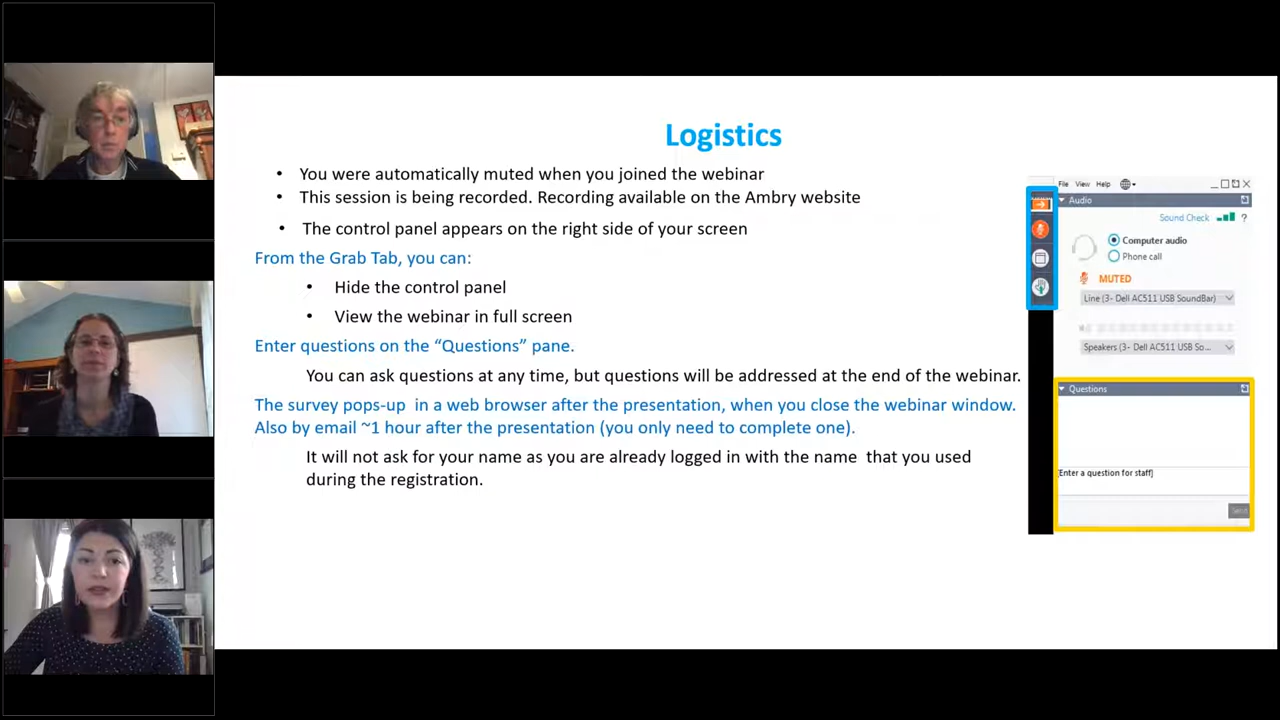 Logistics
• You were automatically muted when you joined the webinar
• This session is being recorded. Recording available on the Ambry website
• The control panel appears on the right side of your screen
From the Grab Tab, you can:
• Hide the control panel
• View the webinar in full screen
Enter questions on the “Questions” pane.
You can ask questions at any time, but questions will be addressed at the end of the webinar.
The survey pops-up in a web browser after the presentation, when you close the webinar window.
Also by email ~1 hour after the presentation (you only need to complete one).
It will not ask for your name as you are already logged in with the name that you used
during the registration.
File View Help
Audio
Sound Check ?
Computer audio
Phone call
MUTED
Line (3- Dell AC511 USB SoundBar)
Speakers (3- Dell AC511 USB So...
Questions
[Enter a question for staff]
Send